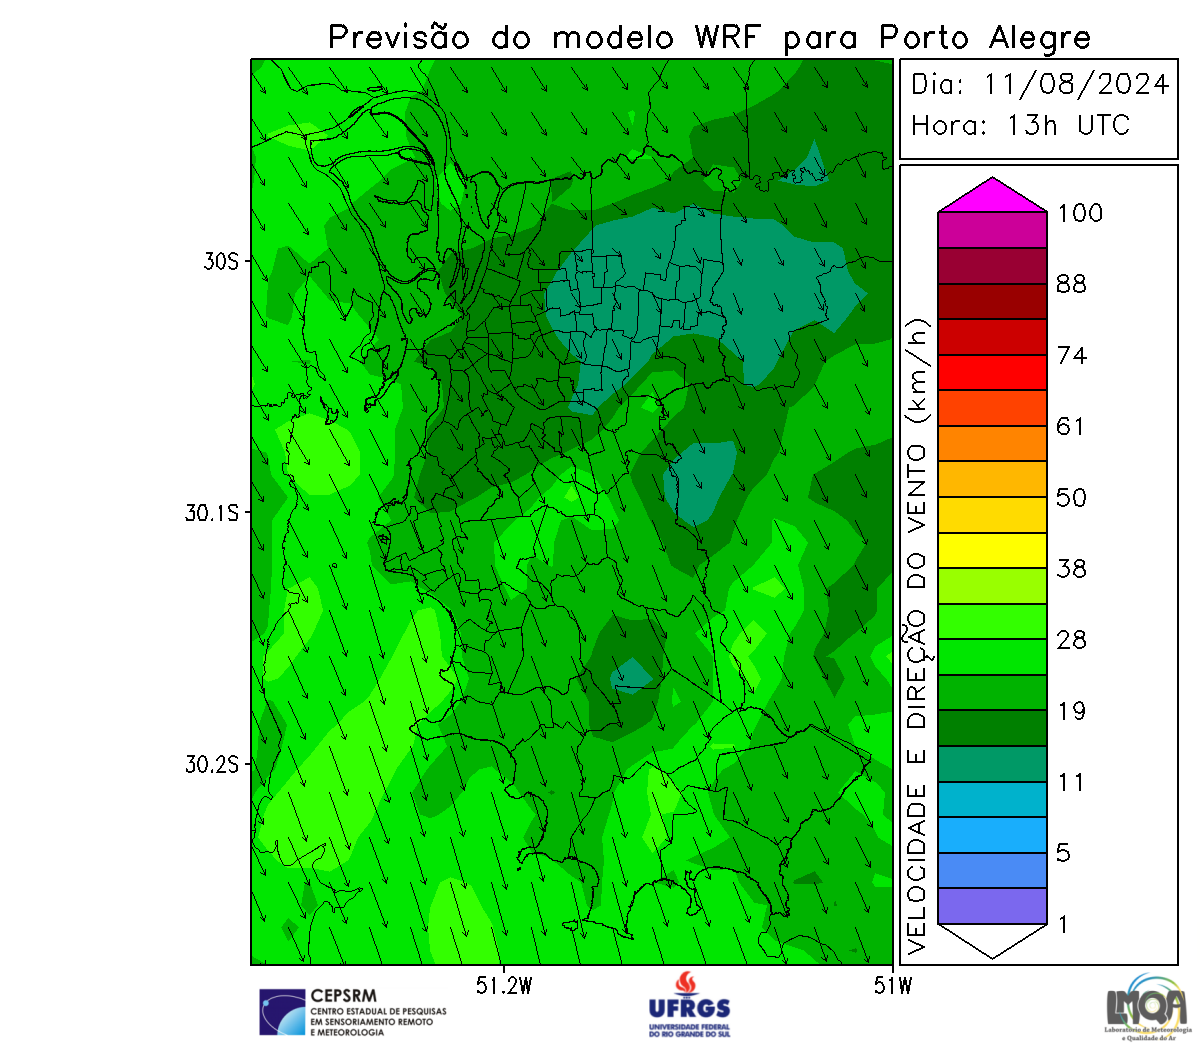 Previsão do modelo WRF para Porto Alegre
Dia: 11/08/2024
Hora: 13h UTC
30S
30.1S
30.2S
51.2W
51W
VELOCIDADE E DIREÇÃO DO VENTO (km/h)
100
88
74
61
50
38
28
19
11
5
1
CEPSRM
CENTRO ESTADUAL DE PESQUISAS
EM SENSORIAMENTO REMOTO
E METEOROLOGIA
UFRGS
UNIVERSIDADE FEDERAL
DO RIO GRANDE DO SUL
LMQA
Laboratório de Meteorologia
e Qualidade do Ar